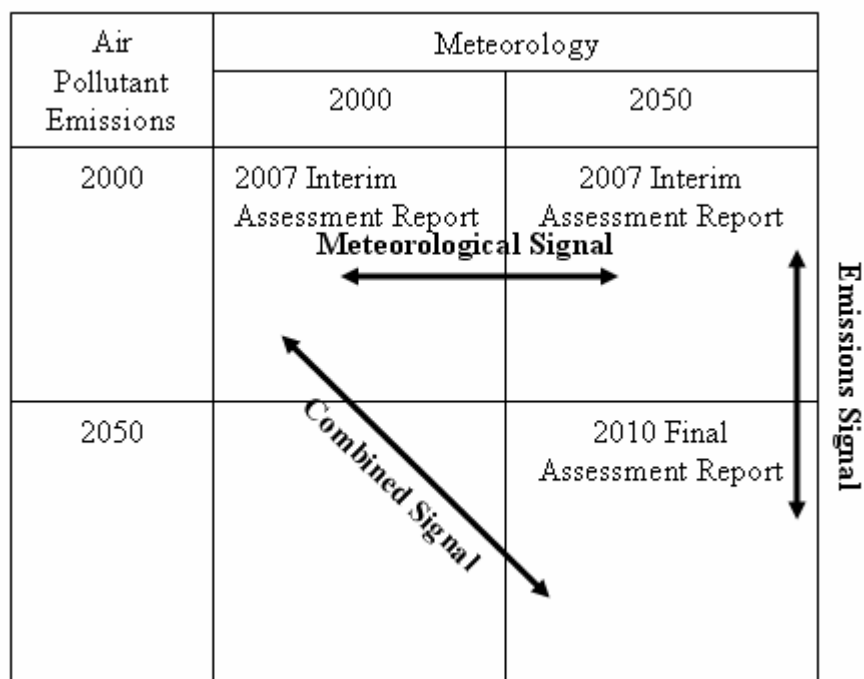 Air
Pollutant
Emissions
Meteorology
2000
2050
2000
2007 Interim
Assessment Report
2007 Interim
Assessment Report
Meteorological Signal
Emissions Signal
2050
Combined Signal
2010 Final
Assessment Report